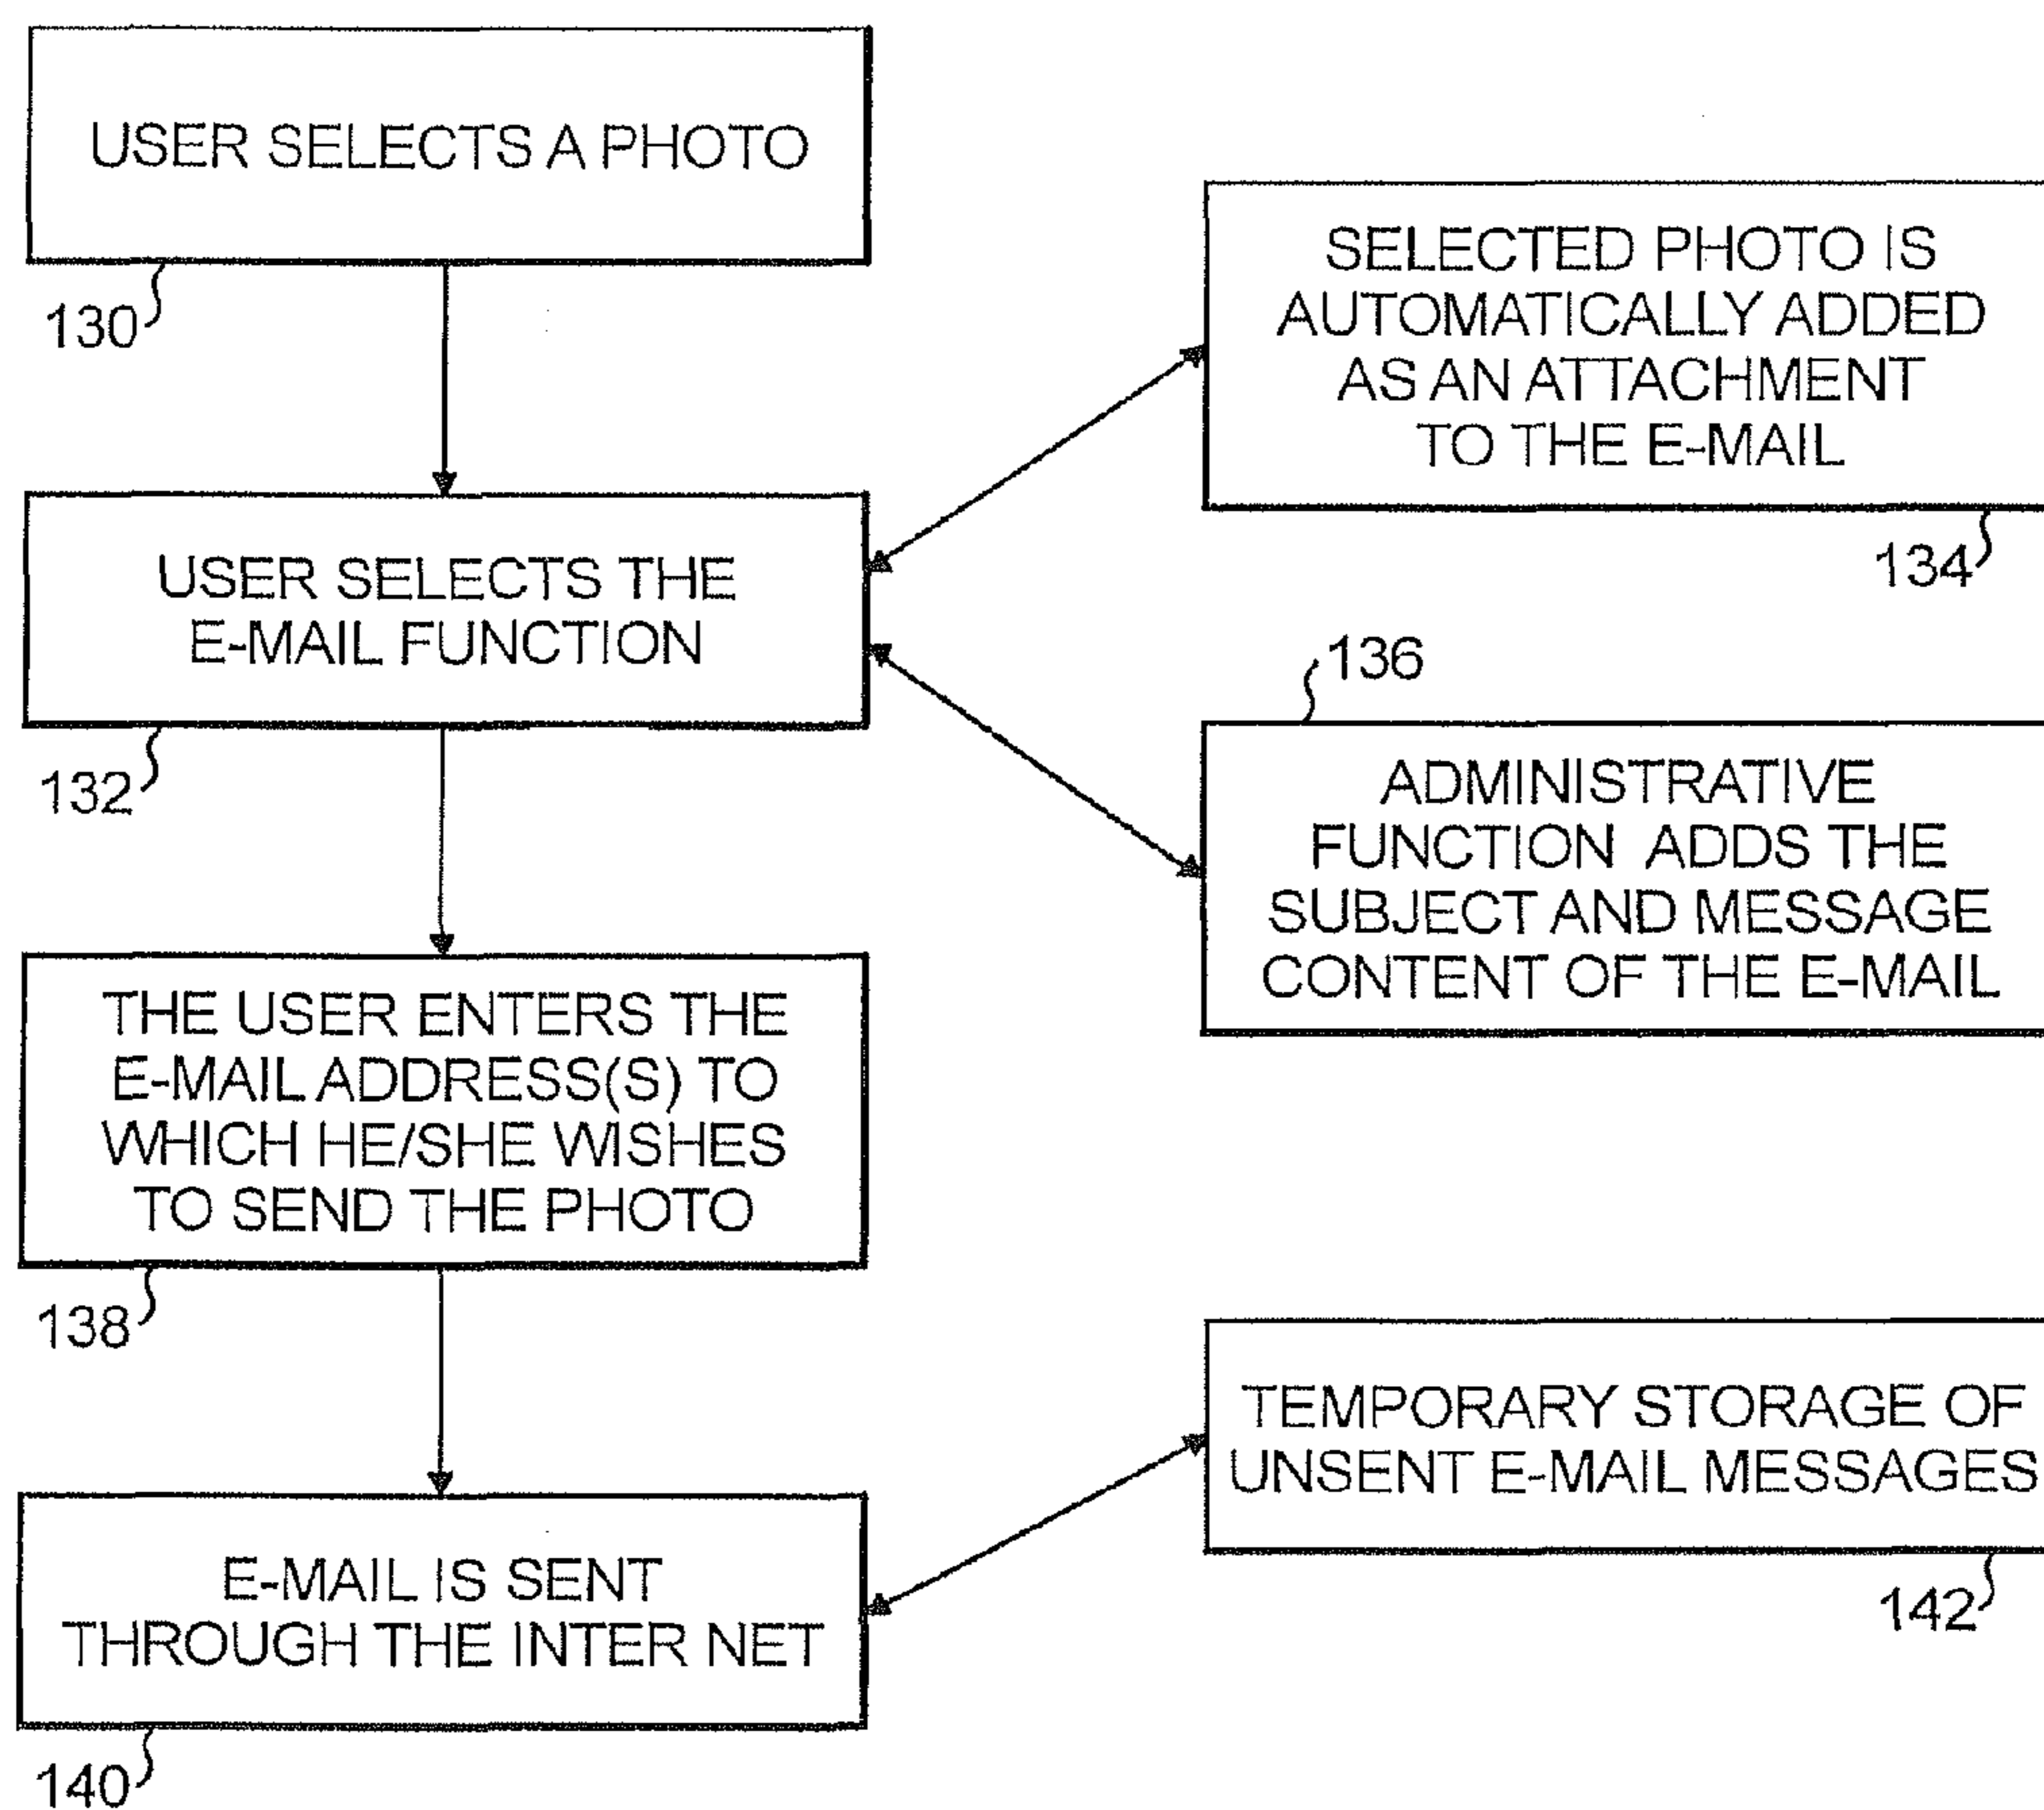 USER SELECTS A PHOTO
130
SELECTED PHOTO IS
AUTOMATICALLY ADDED
AS AN ATTACHMENT
TO THE E-MAIL
134
USER SELECTS THE
E-MAIL FUNCTION
132
136
ADMINISTRATIVE
FUNCTION ADDS THE
SUBJECT AND MESSAGE
CONTENT OF THE E-MAIL
THE USER ENTERS THE
E-MAIL ADDRESS(S) TO
WHICH HE/SHE WISHES
TO SEND THE PHOTO
138
TEMPORARY STORAGE OF
UNSENT E-MAIL MESSAGES
142
E-MAIL IS SENT
THROUGH THE INTER NET
140